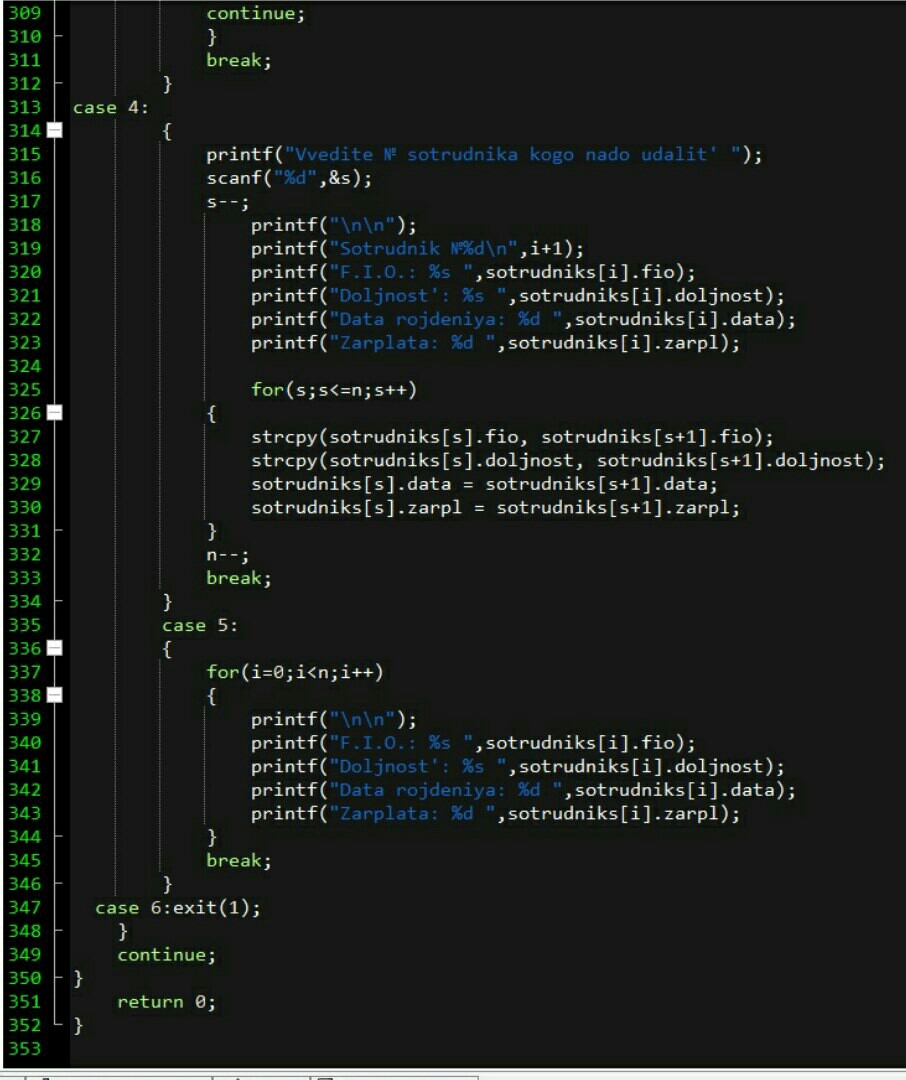 309 continue;
310 }
311 break;
312 }
313 case 4:
314 {
315 printf("Vvedite № sotrudnika kogo nado udalit' ");
316 scanf("%d",&s);
317 s--;
318 printf("\n\n");
319 printf("Sotrudnik №%d\n",i+1);
320 printf("F.I.O.: %s ",sotrudniks[i].fio);
321 printf("Doljnost': %s ",sotrudniks[i].doljnost);
322 printf("Data rojdeniya: %d ",sotrudniks[i].data);
323 printf("Zarplata: %d ",sotrudniks[i].zarpl);
324
325 for(s;s<=n;s++)
326 {
327 strcpy(sotrudniks[s].fio, sotrudniks[s+1].fio);
328 strcpy(sotrudniks[s].doljnost, sotrudniks[s+1].doljnost);
329 sotrudniks[s].data = sotrudniks[s+1].data;
330 sotrudniks[s].zarpl = sotrudniks[s+1].zarpl;
331 }
332 n--;
333 break;
334 }
335 case 5:
336 {
337 for(i=0;i<n;i++)
338 {
339 printf("\n\n");
340 printf("F.I.O.: %s ",sotrudniks[i].fio);
341 printf("Doljnost': %s ",sotrudniks[i].doljnost);
342 printf("Data rojdeniya: %d ",sotrudniks[i].data);
343 printf("Zarplata: %d ",sotrudniks[i].zarpl);
344 }
345 break;
346 }
347 case 6:exit(1);
348 }
349 continue;
350 }
351 return 0;
352 }
353